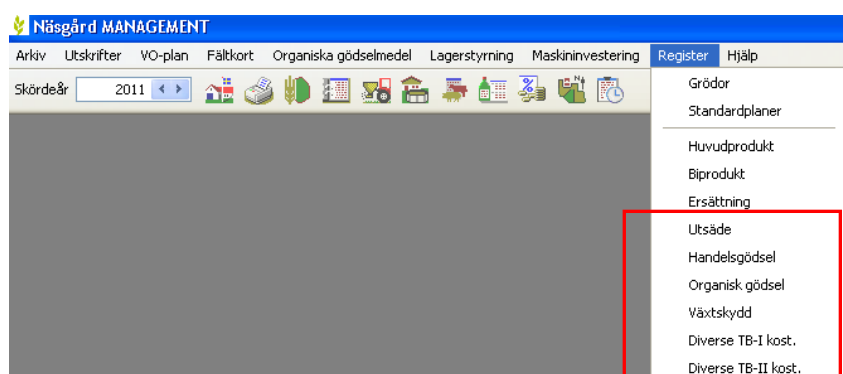 Näsgård MANAGEMENT
Arkiv Utskrifter VO-plan Fältkort Organiska gödselmedel Lagerstyrning Maskininvestering Register Hjälp
Skördeår 2011
Grödor
Standardplaner
Huvudprodukt
Biprodukt
Ersättning
Utsäde
Handelsgödsel
Organisk gödsel
Växtskydd
Diverse TB-I kost.
Diverse TB-II kost.